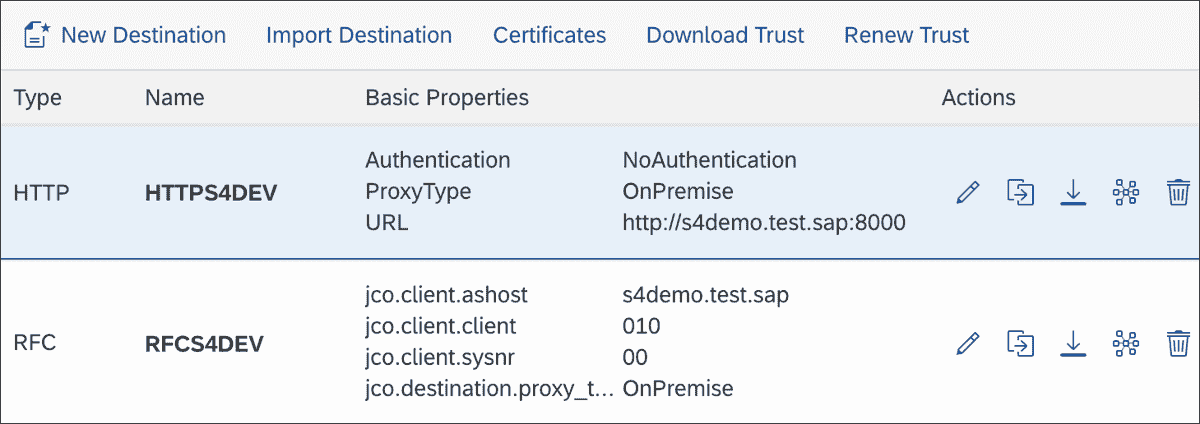 New Destination Import Destination Certificates Download Trust Renew Trust
Type Name Basic Properties Actions
Authentication NoAuthentication
HTTP HTTPS4DEV ProxyType OnPremise
URL http://s4demo.test.sap:8000
jco.client.ashost s4demo.test.sap
jco.client.client 010
RFC RFCS4DEV jco.client.sysnr 00
jco.destination.proxy_t... OnPremise